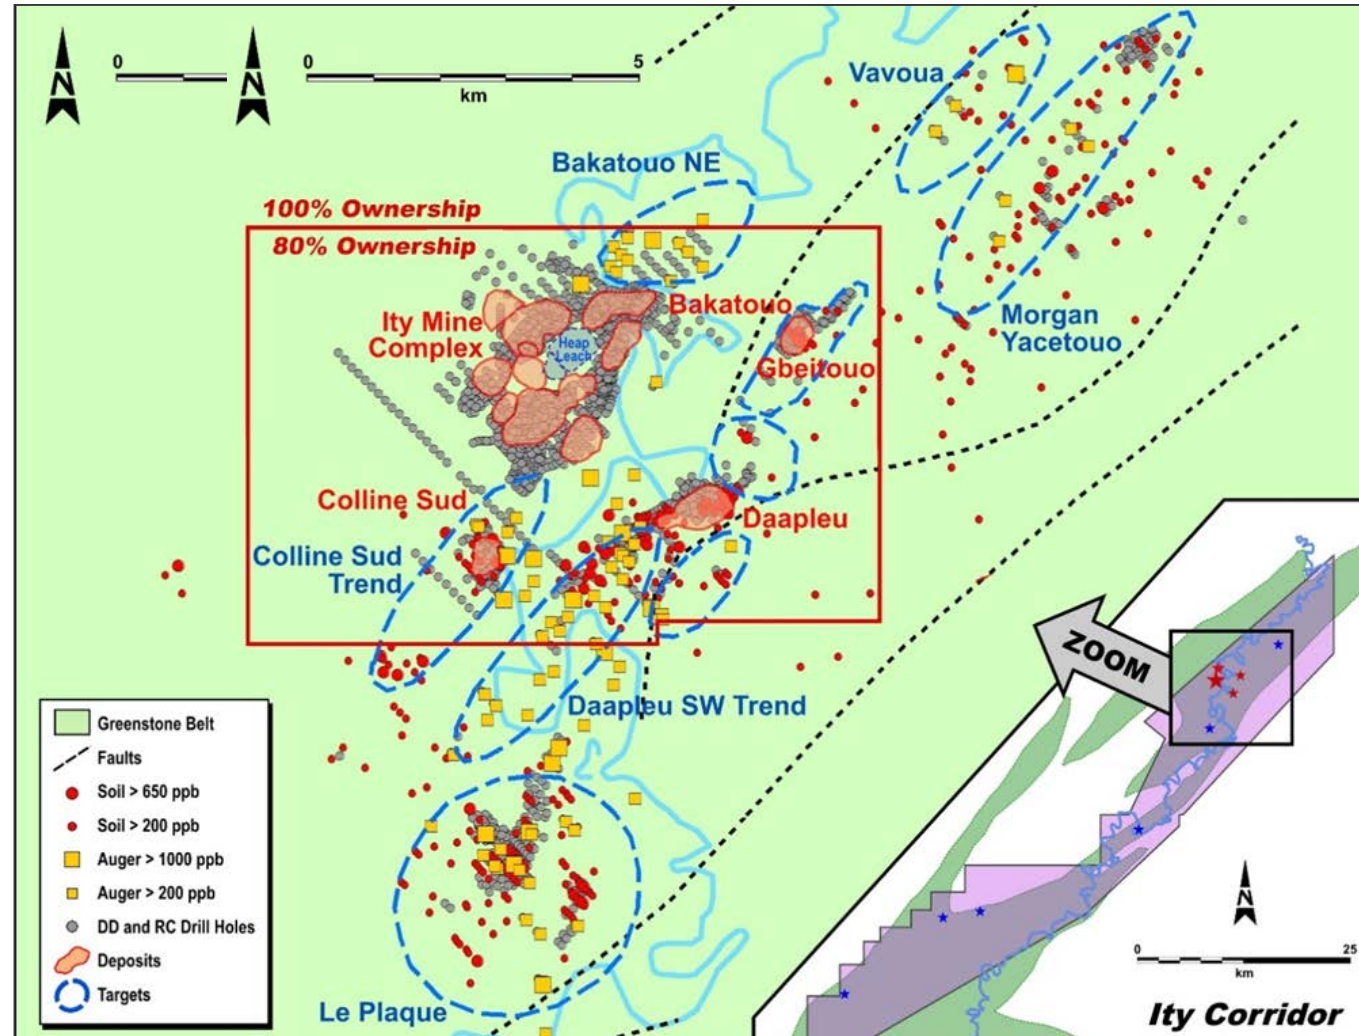 N
0
N
0
5
km
Vavoua
Bakatouo NE
100% Ownership
80% Ownership
Bakatouo
Ity Mine
Complex
Heap
Leach
Gbeitouo
Morgan
Yacetouo
Colline Sud
Daapleu
Colline Sud
Trend
ZOOM
Daapleu SW Trend
Greenstone Belt
Faults
Soil > 650 ppb
Soil > 200 ppb
Auger > 1000 ppb
Auger > 200 ppb
DD and RC Drill Holes
Deposits
Targets
Le Plaque
N
0
25
km
Ity Corridor